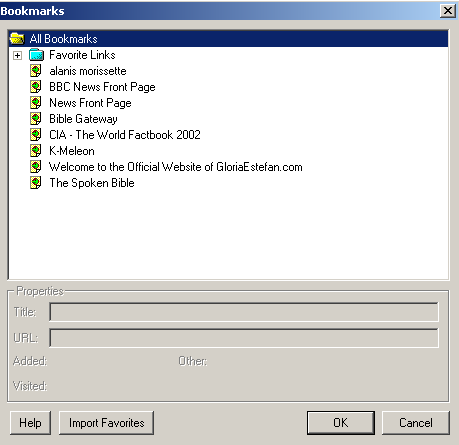 Bookmarks
All Bookmarks
Favorite Links
alanis morissette
BBC News Front Page
News Front Page
Bible Gateway
CIA - The World Factbook 2002
K-Meleon
Welcome to the Official Website of GloriaEstefan.com
The Spoken Bible
Properties
Title:
URL:
Added: Other:
Visited:
Help Import Favorites OK Cancel